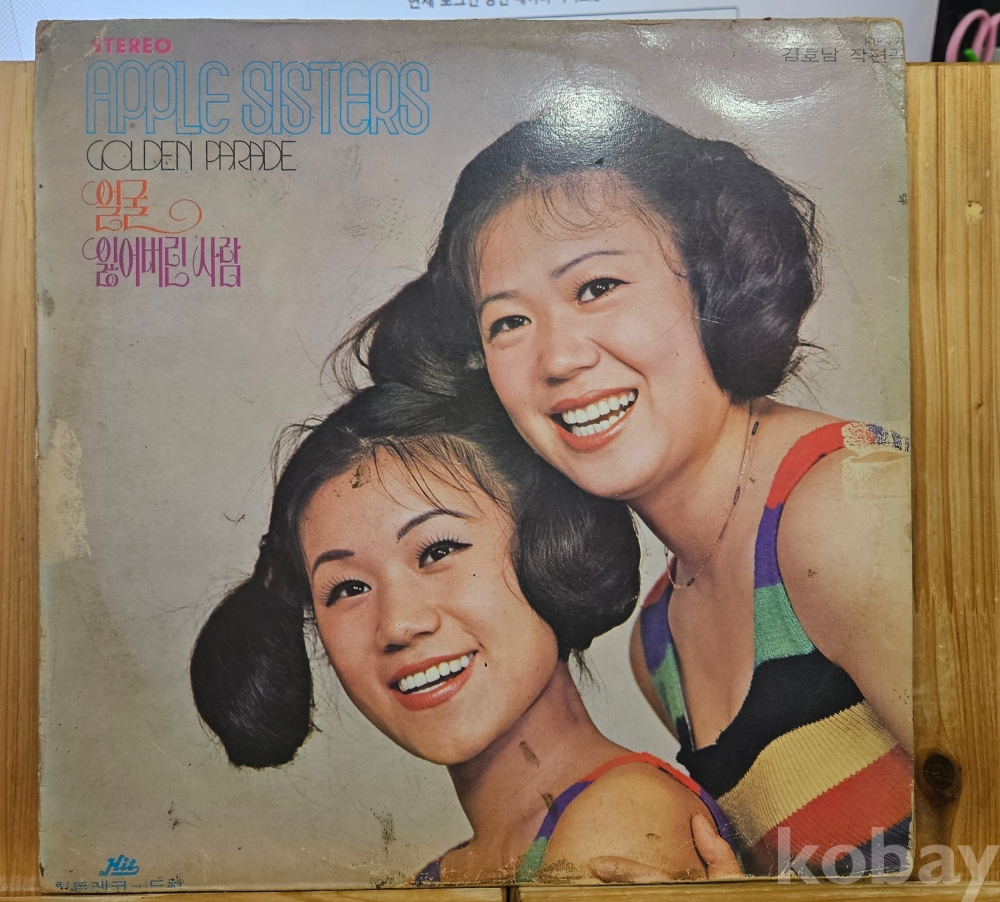 STEREO
김호남 작편곡
APPLE SISTERS
GOLDEN PARADE
얼굴
잃어버린 사람
Hit
kobay